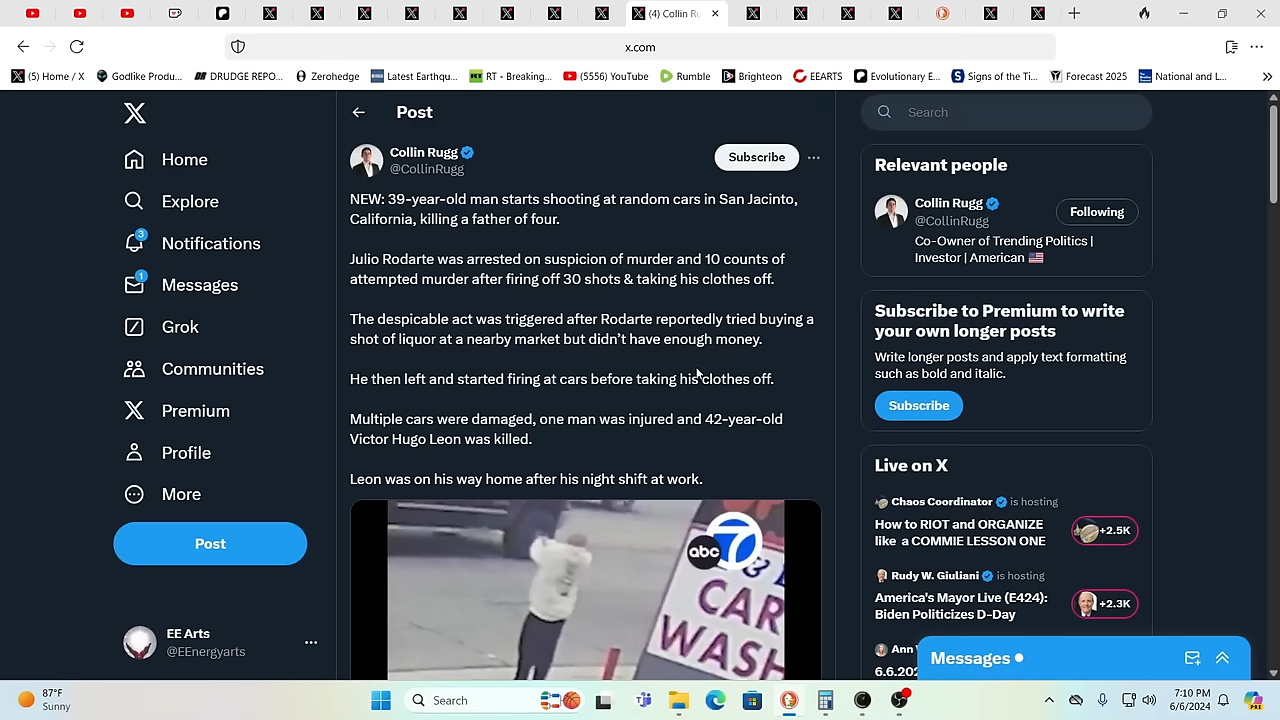 (4) Collin Ru
x.com
(5) Home / X
Godlike Produ...
DRUDGE REPO...
Zerohedge
Latest Earthqu...
RT - Breaking...
(5556) YouTube
Rumble
Brighteon
EEARTS
Evolutionary E...
Signs of the Ti...
Forecast 2025
National and L...
Home
Explore
3
Notifications
1
Messages
Grok
Communities
Premium
Profile
More
Post
EE Arts
@EEnergyarts
Post
Collin Rugg
@CollinRugg
Subscribe
NEW: 39-year-old man starts shooting at random cars in San Jacinto,
California, killing a father of four.
Julio Rodarte was arrested on suspicion of murder and 10 counts of
attempted murder after firing off 30 shots & taking his clothes off.
The despicable act was triggered after Rodarte reportedly tried buying a
shot of liquor at a nearby market but didn’t have enough money.
He then left and started firing at cars before taking his clothes off.
Multiple cars were damaged, one man was injured and 42-year-old
Victor Hugo Leon was killed.
Leon was on his way home after his night shift at work.
abc 7
CAR
WASH
Search
Relevant people
Collin Rugg
@CollinRugg
Following
Co-Owner of Trending Politics |
Investor | American
Subscribe to Premium to write
your own longer posts
Write longer posts and apply text formatting
such as bold and italic.
Subscribe
Live on X
Chaos Coordinator is hosting
How to RIOT and ORGANIZE
like a COMMIE LESSON ONE
+2.5K
Rudy W. Giuliani is hosting
America's Mayor Live (E424):
Biden Politicizes D-Day
+2.3K
Ann
6.6.202
Messages
87°F
Sunny
Search
7:10 PM
6/6/2024
PRE